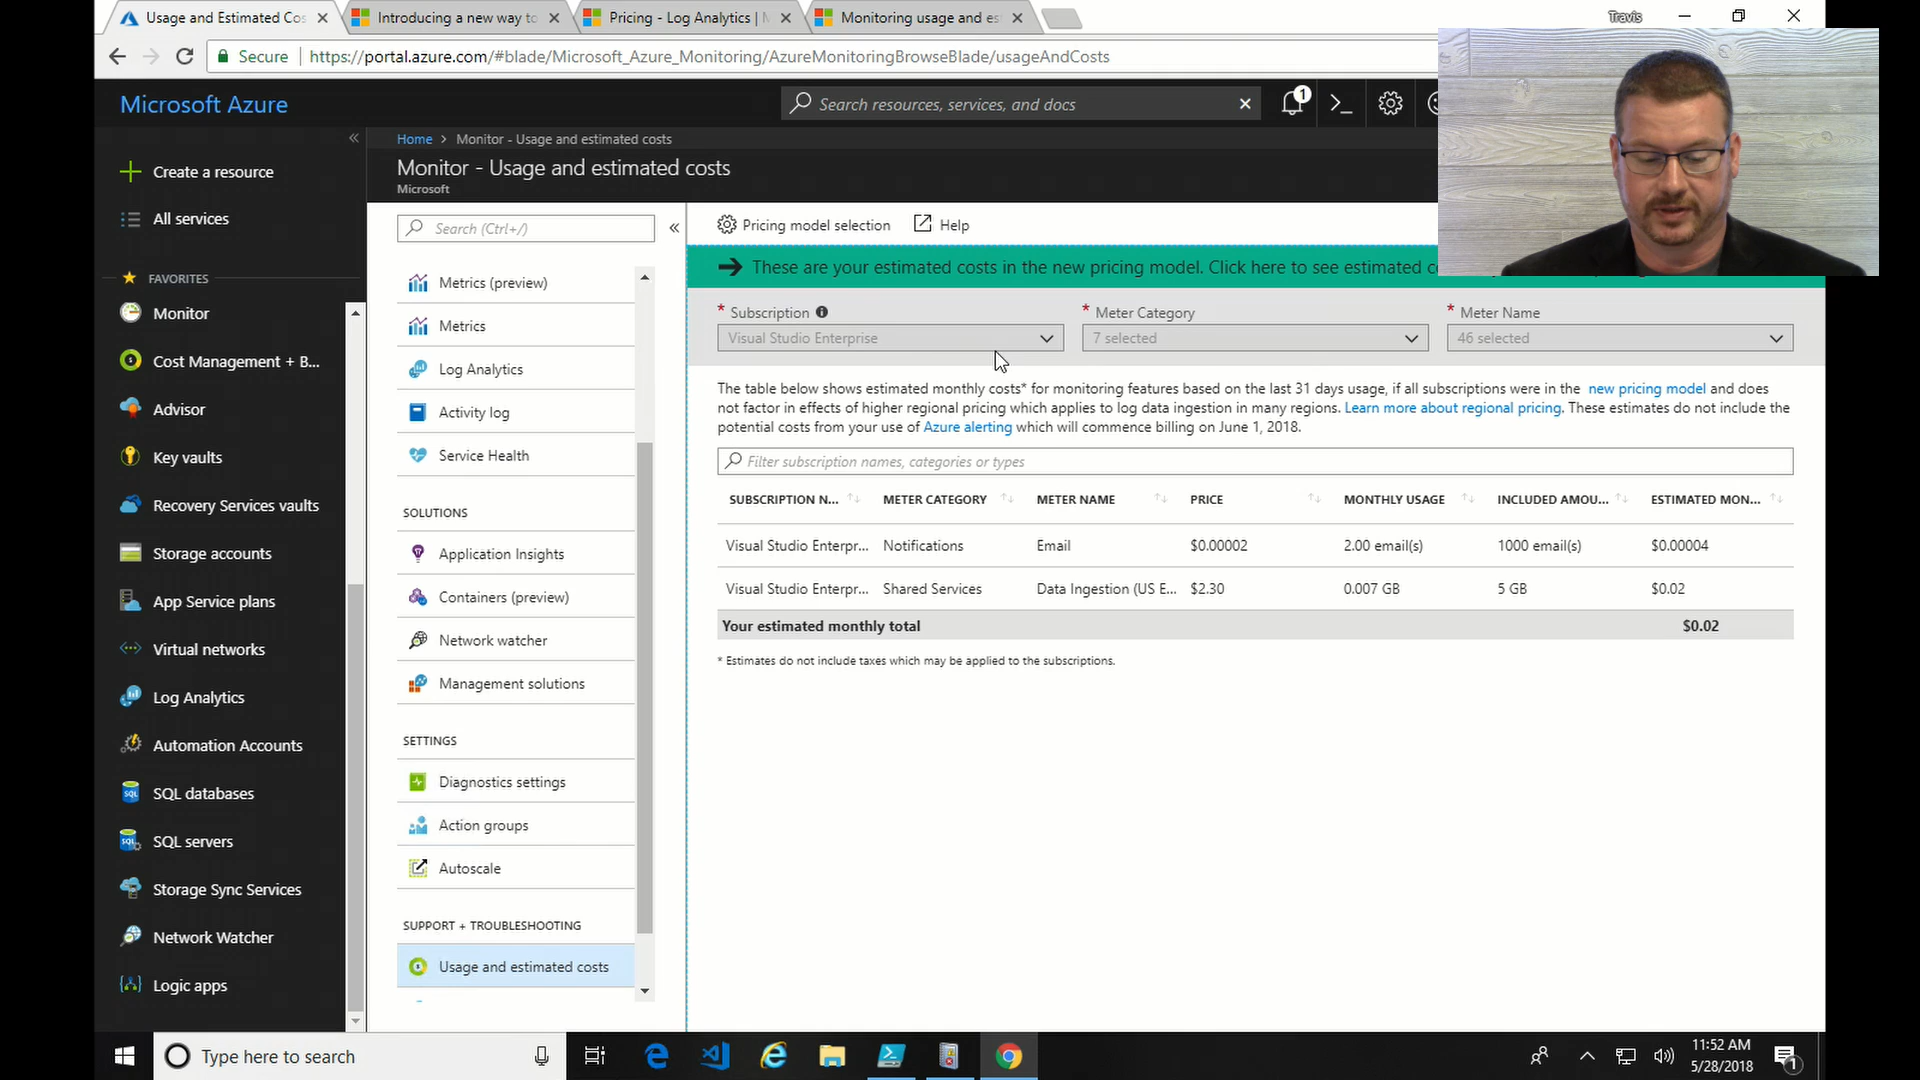 Usage and Estimated Cos
Introducing a new way to
Pricing - Log Analytics | M
Monitoring usage and es
Travis
Secure
https://portal.azure.com/#blade/Microsoft_Azure_Monitoring/AzureMonitoringBrowseBlade/usageAndCosts
Microsoft Azure
Search resources, services, and docs
1
Create a resource
All services
FAVORITES
Monitor
Cost Management + B...
Advisor
Key vaults
Recovery Services vaults
Storage accounts
App Service plans
Virtual networks
Log Analytics
Automation Accounts
SQL databases
SQL servers
Storage Sync Services
Network Watcher
Logic apps
Home > Monitor - Usage and estimated costs
Monitor - Usage and estimated costs
Microsoft
Search (Ctrl+/)
Metrics (preview)
Metrics
Log Analytics
Activity log
Service Health
SOLUTIONS
Application Insights
Containers (preview)
Network watcher
Management solutions
SETTINGS
Diagnostics settings
Action groups
Autoscale
SUPPORT + TROUBLESHOOTING
Usage and estimated costs
Pricing model selection
Help
These are your estimated costs in the new pricing model. Click here to see estimated c
* Subscription
Visual Studio Enterprise
* Meter Category
7 selected
* Meter Name
46 selected
The table below shows estimated monthly costs* for monitoring features based on the last 31 days usage, if all subscriptions were in the new pricing model and does
not factor in effects of higher regional pricing which applies to log data ingestion in many regions. Learn more about regional pricing. These estimates do not include the
potential costs from your use of Azure alerting which will commence billing on June 1, 2018.
Filter subscription names, categories or types
SUBSCRIPTION N... METER CATEGORY METER NAME PRICE MONTHLY USAGE INCLUDED AMOU... ESTIMATED MON...
Visual Studio Enterpr... Notifications Email $0.00002 2.00 email(s) 1000 email(s) $0.00004
Visual Studio Enterpr... Shared Services Data Ingestion (US E... $2.30 0.007 GB 5 GB $0.02
Your estimated monthly total $0.02
* Estimates do not include taxes which may be applied to the subscriptions.
Type here to search
11:52 AM
5/28/2018
1